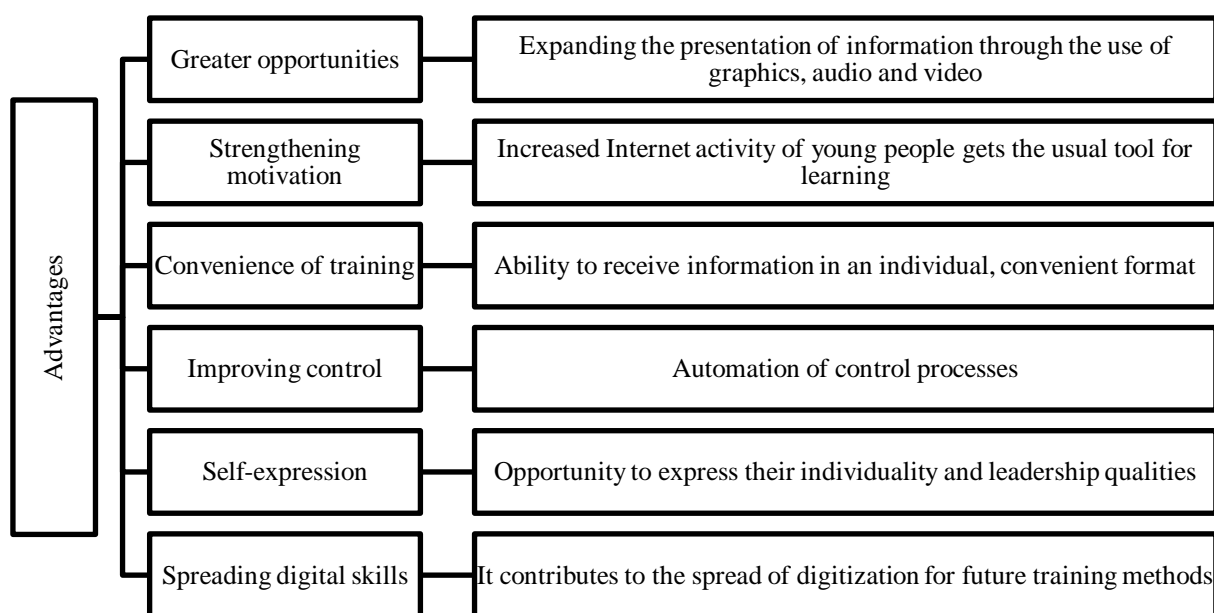 Advantages
Greater opportunities
Expanding the presentation of information through the use of
graphics, audio and video
Strengthening
motivation
Increased Internet activity of young people gets the usual tool for
learning
Convenience of training
Ability to receive information in an individual, convenient format
Improving control
Automation of control processes
Self-expression
Opportunity to express their individuality and leadership qualities
Spreading digital skills
It contributes to the spread of digitization for future training methods